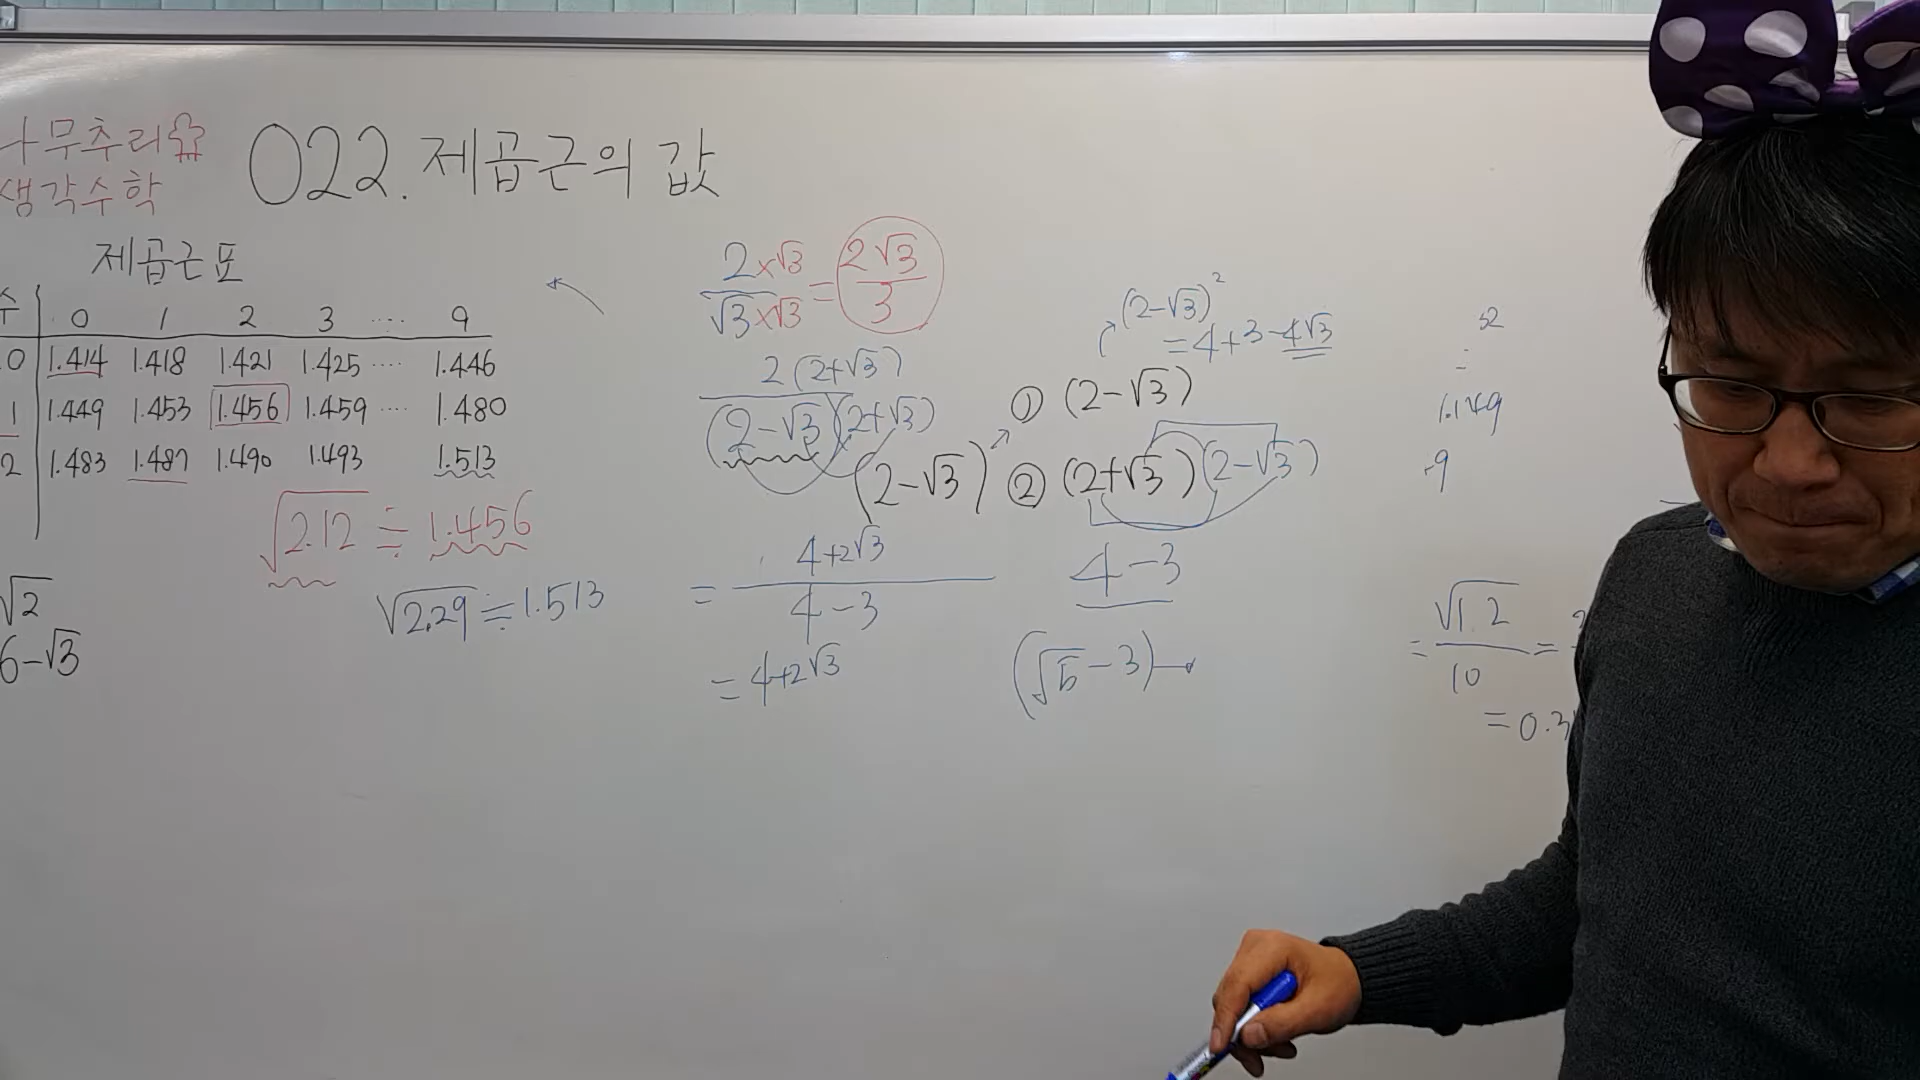 나무추리
생각수학
022. 제곱근의 값
제곱근표
수 0 1 2 3 ···· 9
.0 1.414 1.418 1.421 1.425 ···· 1.446
1 1.449 1.453 1.456 1.459 ···· 1.480
2 1.483 1.487 1.490 1.493 1.513
√2.12 ≒ 1.456
√2.29 ≒ 1.513
√2
6-√3
2×√3
√3×√3
= 2√3
3
2(2+√3)
(2-√3)(2+√3)
= 4+2√3
4-3
= 4+2√3
(2-√3)
(2-√3)²
= 4+3-4√3
① (2-√3)
② (2+√3)(2-√3)
4-3
(√5-3)→
52
9
10
= 0.3